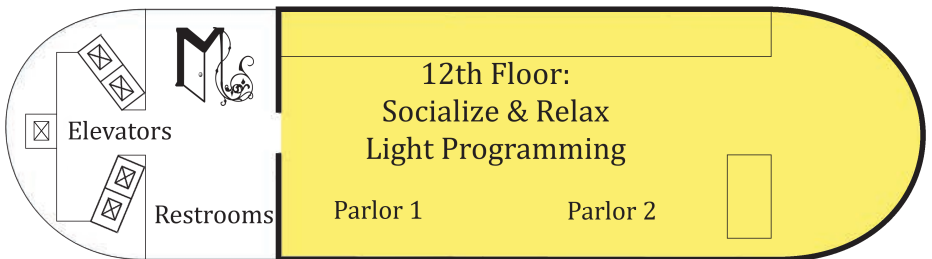 12th Floor:
Socialize & Relax
Light Programming
Elevators
Restrooms
Parlor 1
Parlor 2